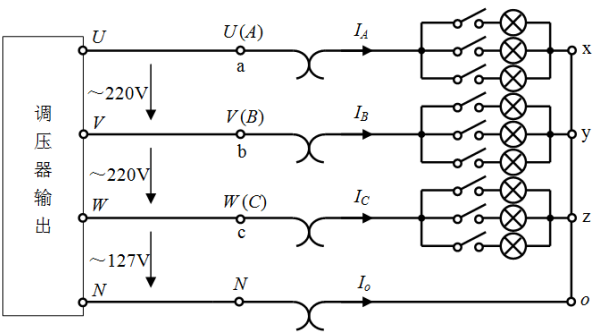 U
U(A)
I_A
a
x
～220V
调压器输出
V
V(B)
I_B
b
y
～220V
W
W(C)
I_C
c
z
～127V
N
N
I_o
o